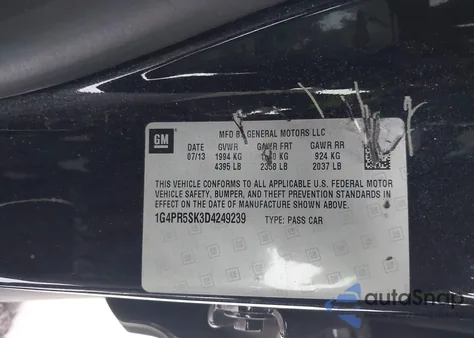 GM
MFD BY GENERAL MOTORS LLC
DATE GVWR GAWR FRT GAWR RR
07/13 1994 KG KG 924 KG
4395 LB 2358 LB 2037 LB
THIS VEHICLE CONFORMS TO ALL APPLICABLE U.S. FEDERAL MOTOR
VEHICLE SAFETY, BUMPER, AND THEFT PREVENTION STANDARDS IN
EFFECT ON THE DATE OF MANUFACTURE SHOWN ABOVE.
1G4PR5SK3D4249239 TYPE: PASS CAR
autoSnap